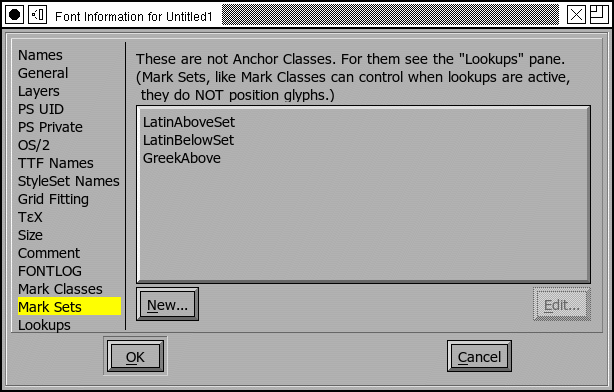 Font Information for Untitled1
Names
General
Layers
PS UID
PS Private
OS/2
TTF Names
StyleSet Names
Grid Fitting
TεX
Size
Comment
FONTLOG
Mark Classes
Mark Sets
Lookups
These are not Anchor Classes. For them see the "Lookups" pane.
(Mark Sets, like Mark Classes can control when lookups are active,
they do NOT position glyphs.)
LatinAboveSet
LatinBelowSet
GreekAbove
New...
Edit...
OK
Cancel